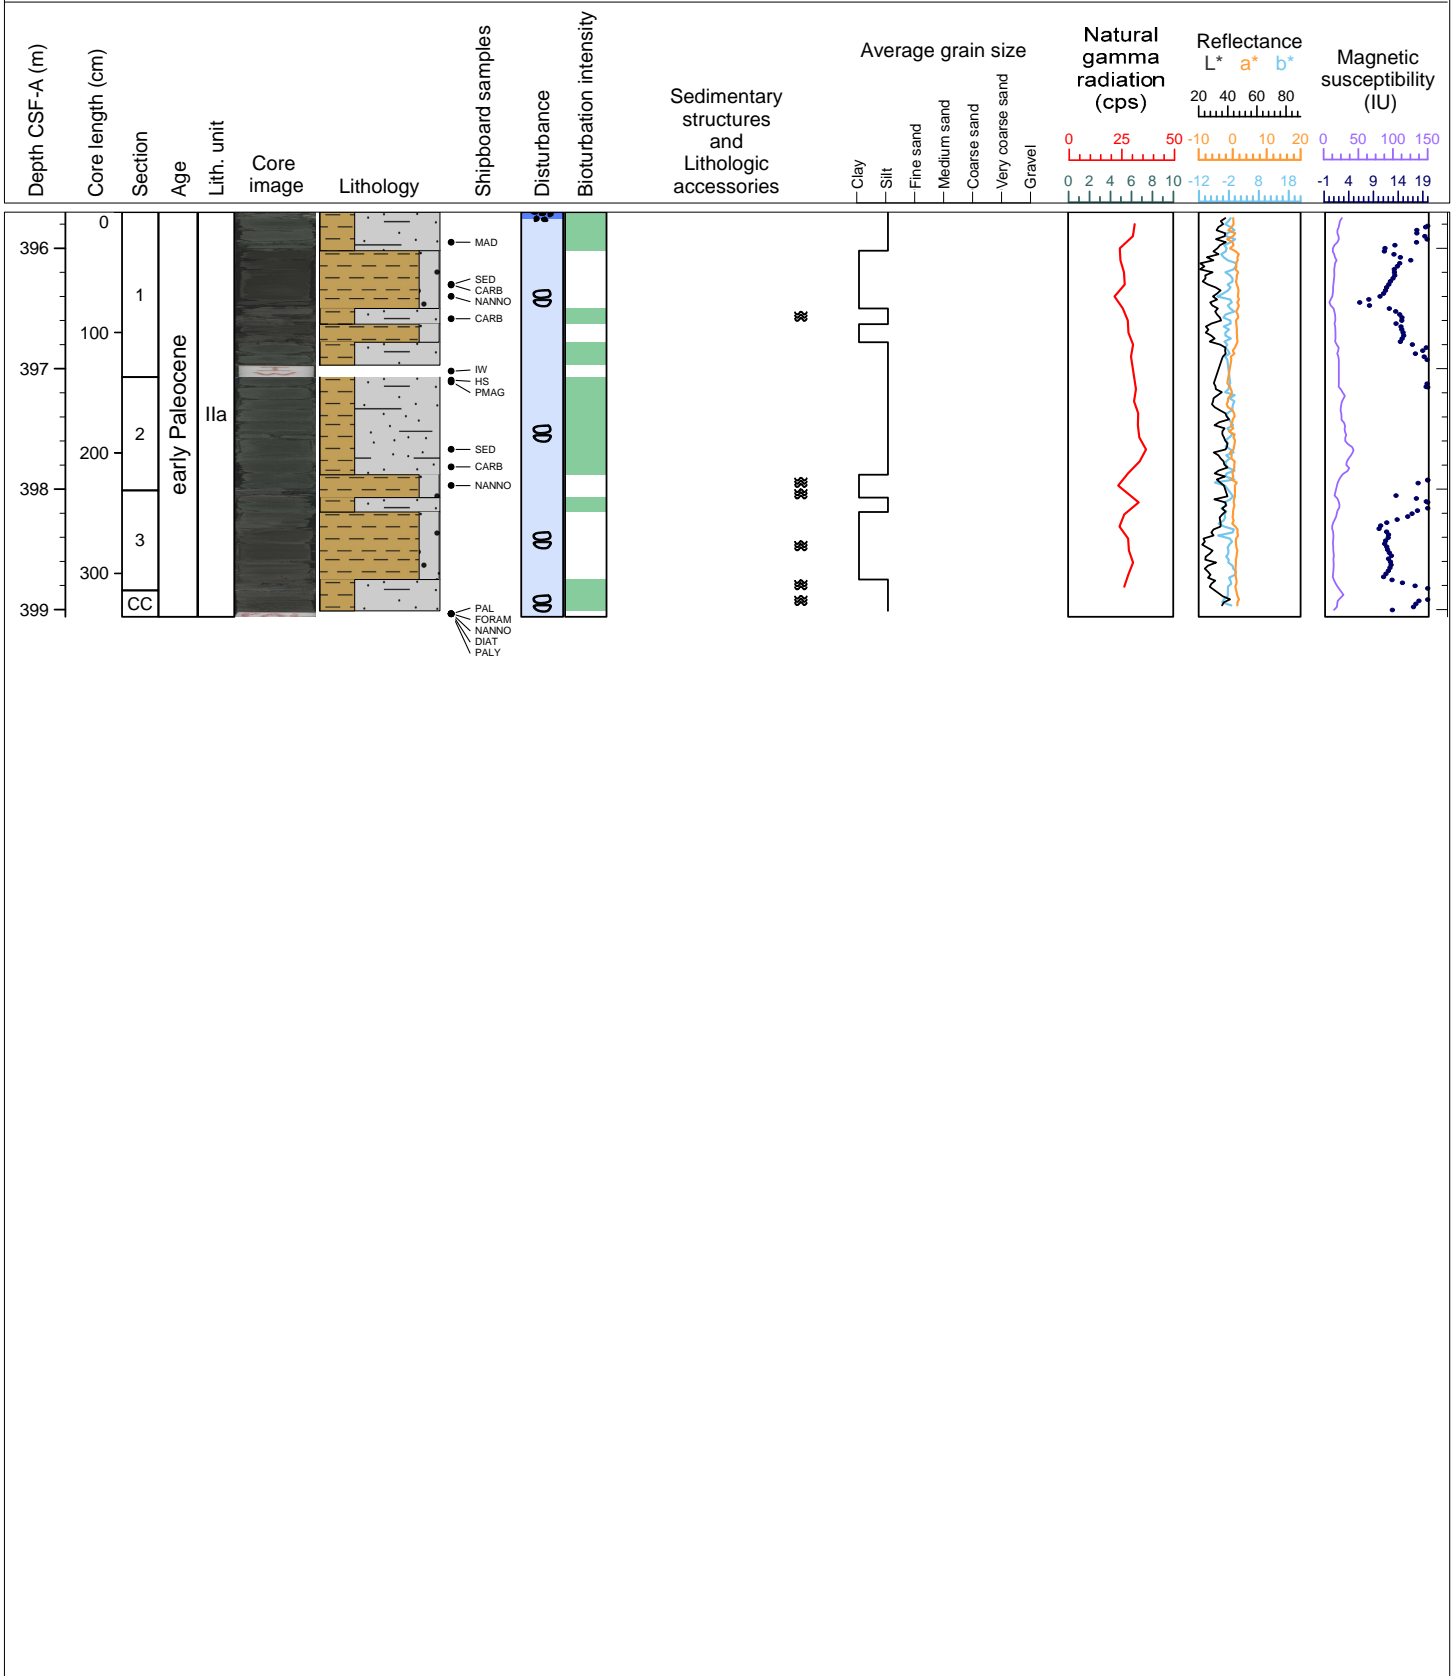 Depth CSF-A (m)
Core length (cm)
Section
Age
Lith. unit
Core
image
Lithology
Shipboard samples
Disturbance
Bioturbation intensity
Sedimentary
structures
and
Lithologic
accessories
Average grain size
Clay
Silt
Fine sand
Medium sand
Coarse sand
Very coarse sand
Gravel
Natural
gamma
radiation
(cps)
0 25 50
0 2 4 6 8 10
Reflectance
L* a* b*
20 40 60 80
-10 0 10 20
-12 -2 8 18
Magnetic
susceptibility
(IU)
0 50 100 150
-1 4 9 14 19
396
397
398
399
0
100
200
300
1
2
3
CC
early Paleocene
IIa
MAD
SED
CARB
NANNO
CARB
IW
HS
PMAG
SED
CARB
NANNO
PAL
FORAM
NANNO
DIAT
PALY